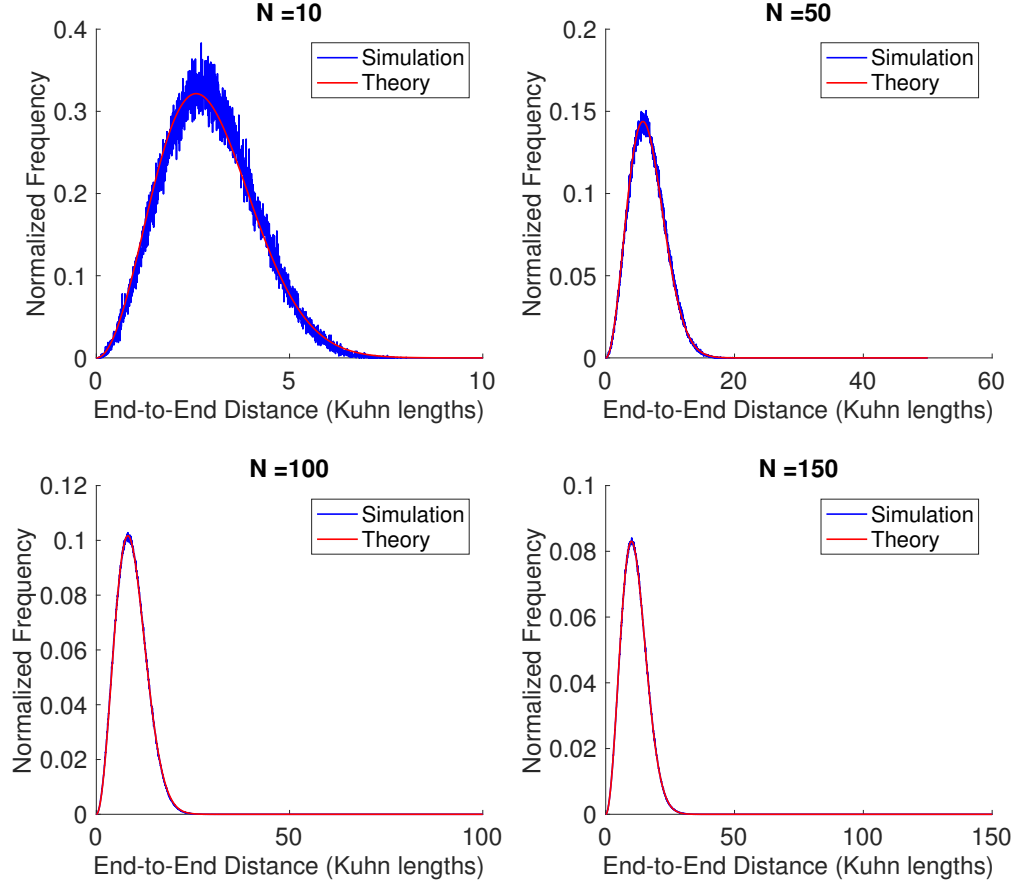 N =10
0.4
0.3
0.2
0.1
0
Normalized Frequency
Simulation
Theory
0
5
10
End-to-End Distance (Kuhn lengths)
N =50
0.2
0.15
0.1
0.05
0
Normalized Frequency
Simulation
Theory
0
20
40
60
End-to-End Distance (Kuhn lengths)
N =100
0.12
0.1
0.08
0.06
0.04
0.02
0
Normalized Frequency
Simulation
Theory
0
50
100
End-to-End Distance (Kuhn lengths)
N =150
0.1
0.08
0.06
0.04
0.02
0
Normalized Frequency
Simulation
Theory
0
50
100
150
End-to-End Distance (Kuhn lengths)